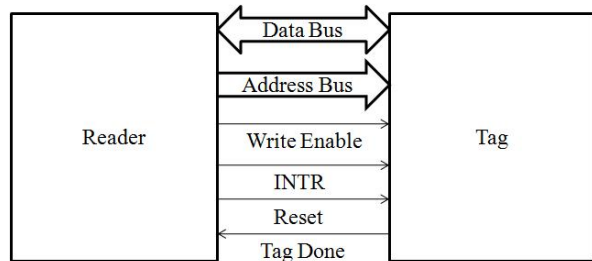 Data Bus
Address Bus
Reader
Write Enable
Tag
INTR
Reset
Tag Done